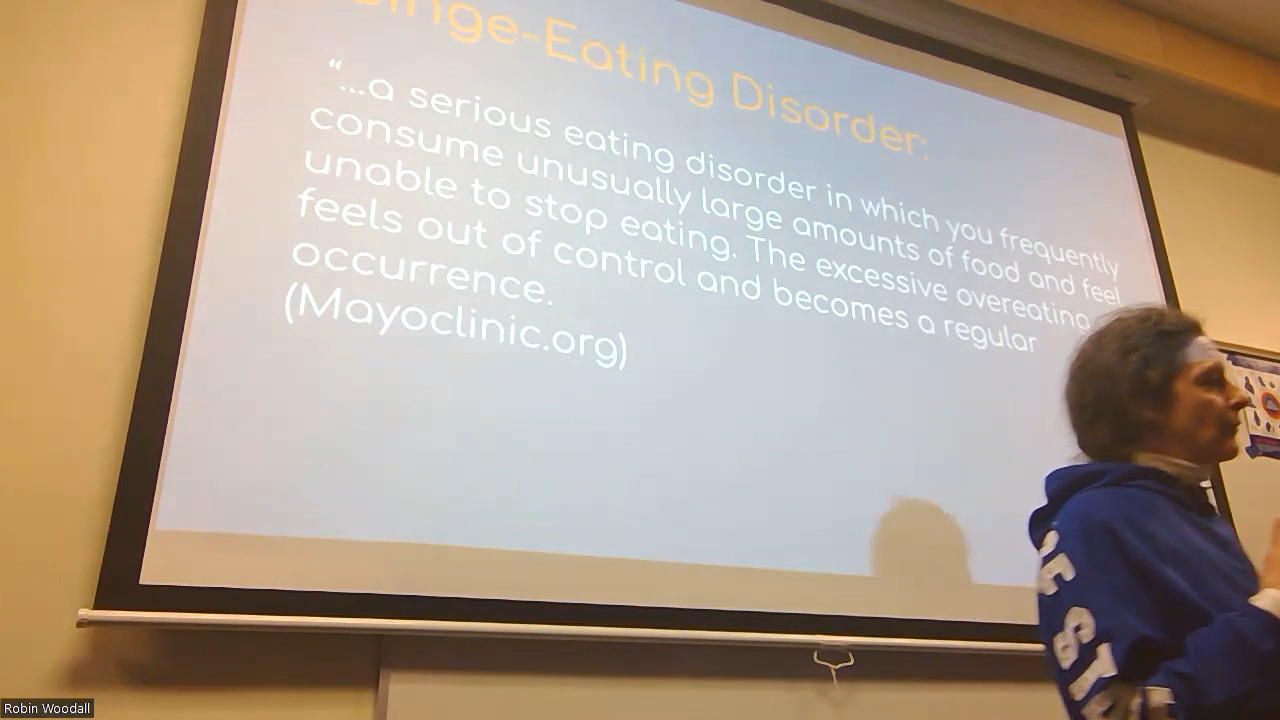 Binge-Eating Disorder:
“...a serious eating disorder in which you frequently
consume unusually large amounts of food and feel
unable to stop eating. The excessive overeating
feels out of control and becomes a regular
occurrence.
(Mayoclinic.org)
Robin Woodall